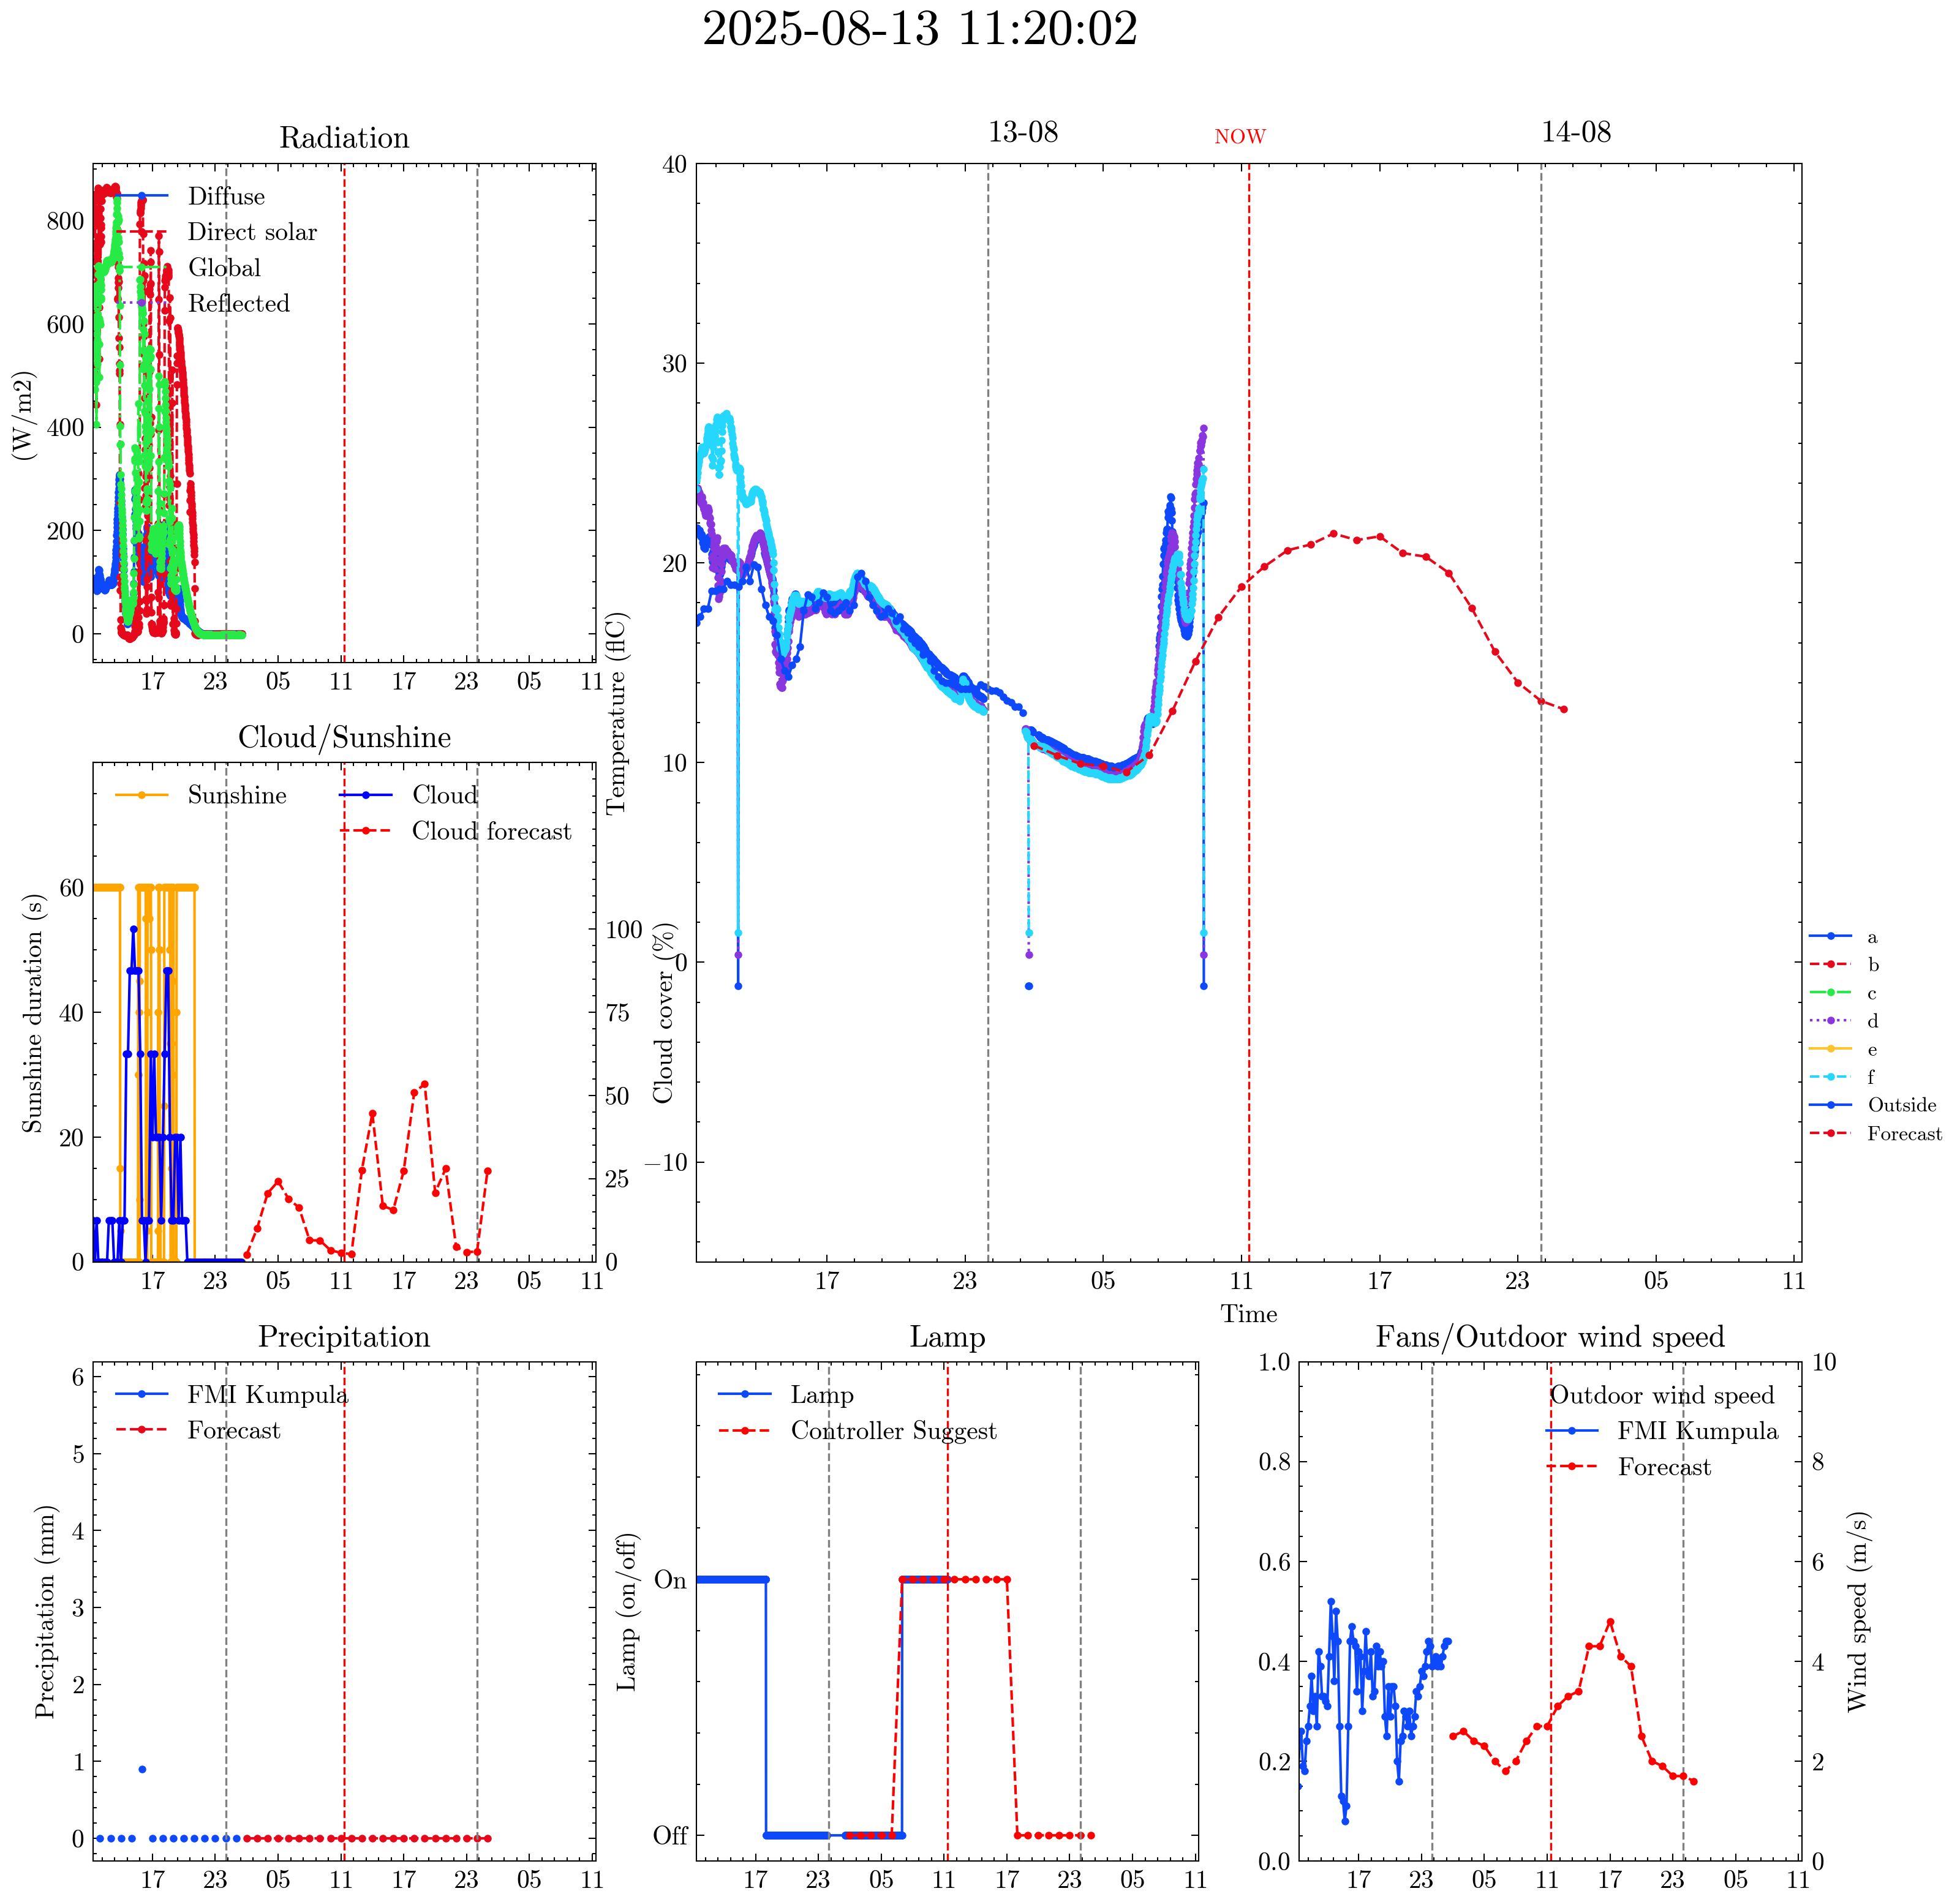 2025-08-13 11:20:02
Radiation
Diffuse
Direct solar
Global
Reflected
(W/m2)
800
600
400
200
0
17 23 05 11 17 23 05 11
13-08
NOW
14-08
40
30
20
10
0
−10
Temperature (flC)
17 23 05 11 17 23 05 11
Time
a
b
c
d
e
f
Outside
Forecast
Cloud/Sunshine
Sunshine
Cloud
Cloud forecast
Sunshine duration (s)
60
40
20
0
100
75
50
25
0
Cloud cover (%)
17 23 05 11 17 23 05 11
Precipitation
FMI Kumpula
Forecast
Precipitation (mm)
6
5
4
3
2
1
0
17 23 05 11 17 23 05 11
Lamp
Lamp
Controller Suggest
Lamp (on/off)
On
Off
17 23 05 11 17 23 05 11
Fans/Outdoor wind speed
Outdoor wind speed
FMI Kumpula
Forecast
1.0
0.8
0.6
0.4
0.2
0.0
10
8
6
4
2
0
Wind speed (m/s)
17 23 05 11 17 23 05 11